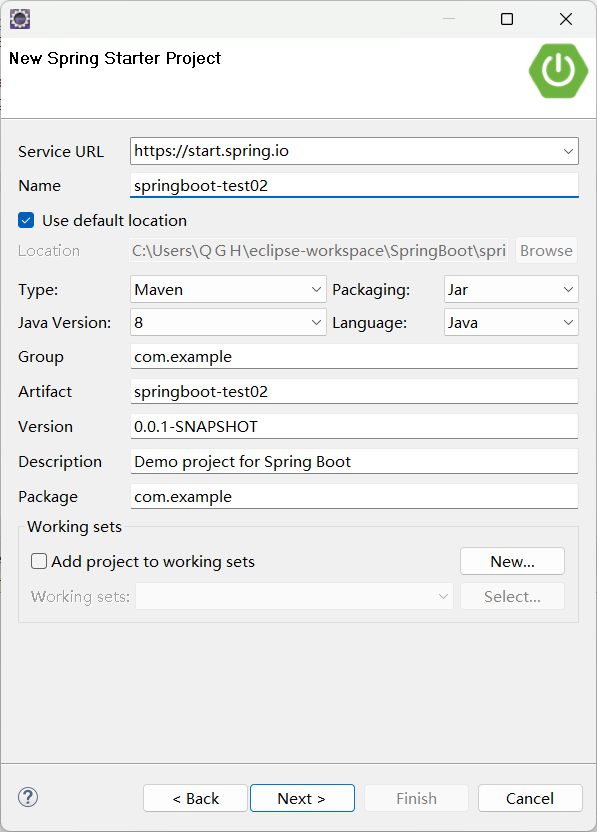 New Spring Starter Project
Service URL https://start.spring.io
Name springboot-test02
Use default location
Location C:\Users\Q G H\eclipse-workspace\SpringBoot\spri Browse
Type: Maven Packaging: Jar
Java Version: 8 Language: Java
Group com.example
Artifact springboot-test02
Version 0.0.1-SNAPSHOT
Description Demo project for Spring Boot
Package com.example
Working sets
Add project to working sets New...
Working sets: Select...
? < Back Next > Finish Cancel